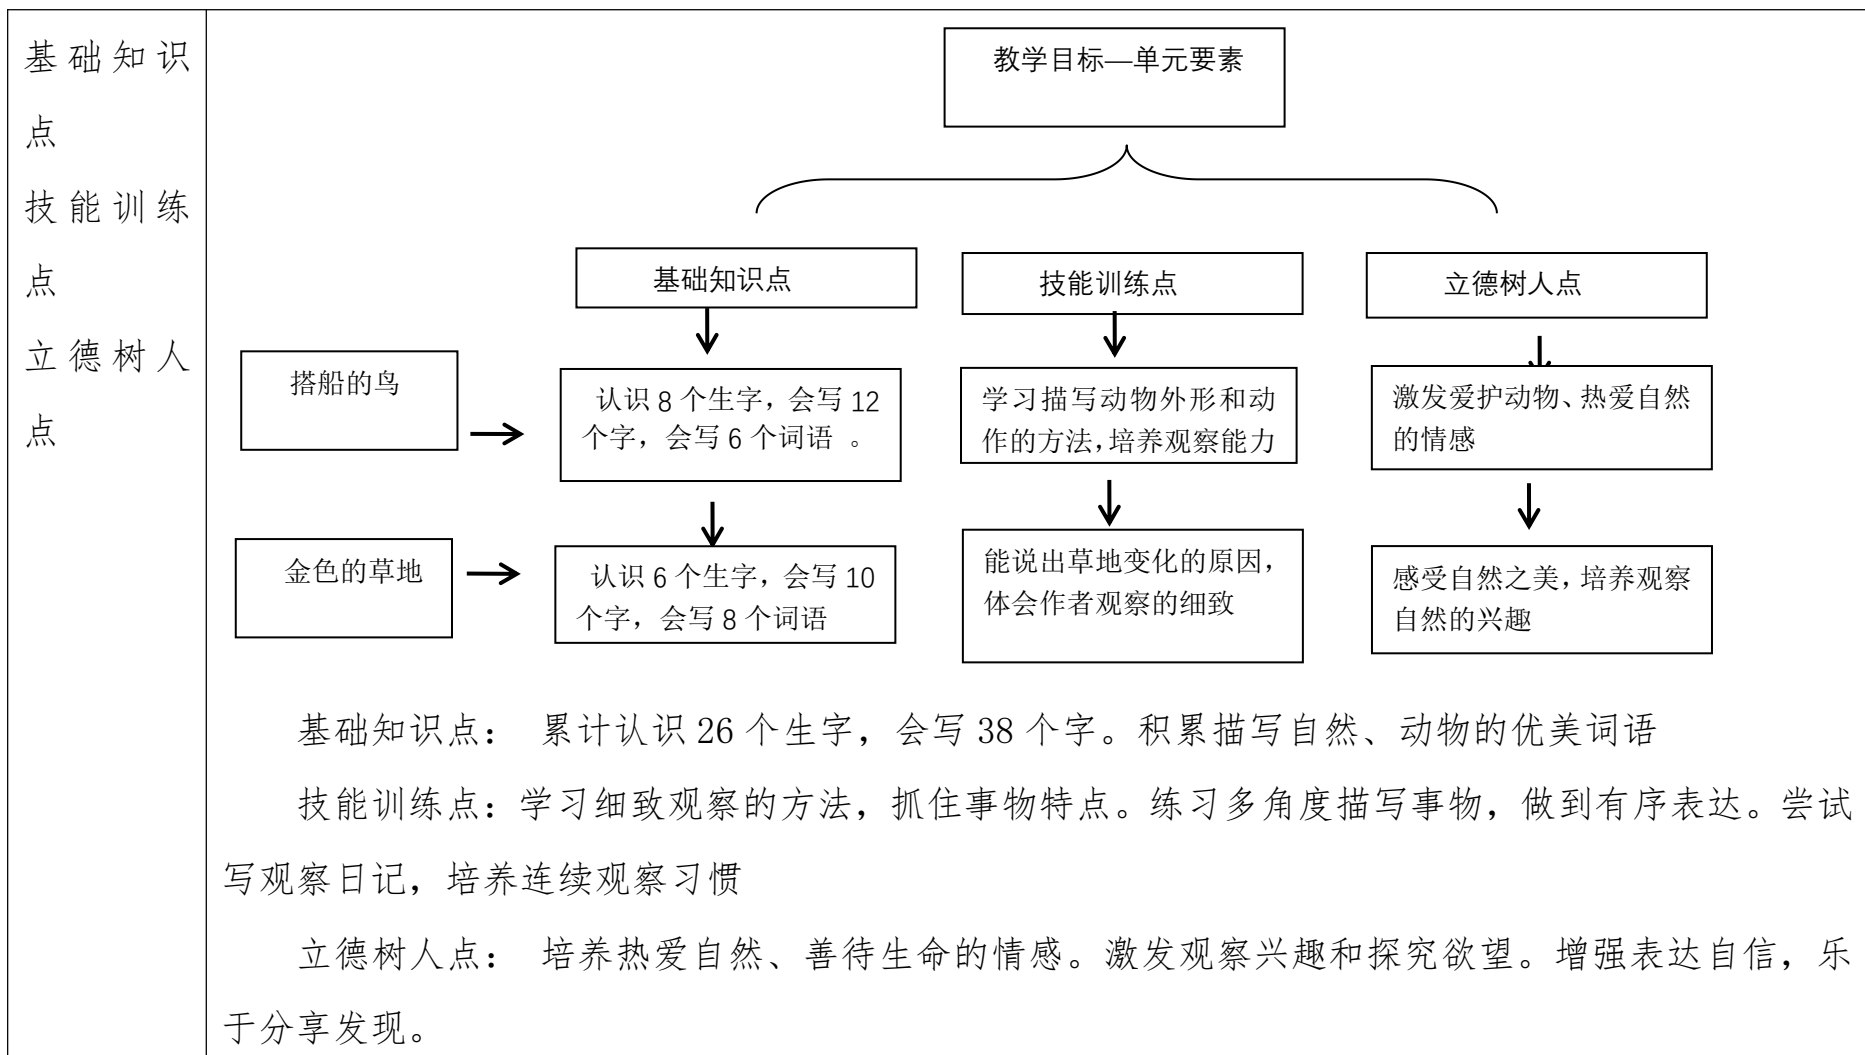 基础知识
点
技能训练
点
立德树人
点
教学目标—单元要素
基础知识点
技能训练点
立德树人点
搭船的鸟
认识 8 个生字，会写 12
个字，会写 6 个词语 。
学习描写动物外形和动
作的方法，培养观察能力
激发爱护动物、热爱自然
的情感
金色的草地
认识 6 个生字，会写 10
个字，会写 8 个词语
能说出草地变化的原因，
体会作者观察的细致
感受自然之美，培养观察
自然的兴趣
基础知识点： 累计认识 26 个生字，会写 38 个字。积累描写自然、动物的优美词语
技能训练点：学习细致观察的方法，抓住事物特点。练习多角度描写事物，做到有序表达。尝试
写观察日记，培养连续观察习惯
立德树人点： 培养热爱自然、善待生命的情感。激发观察兴趣和探究欲望。增强表达自信，乐
于分享发现。